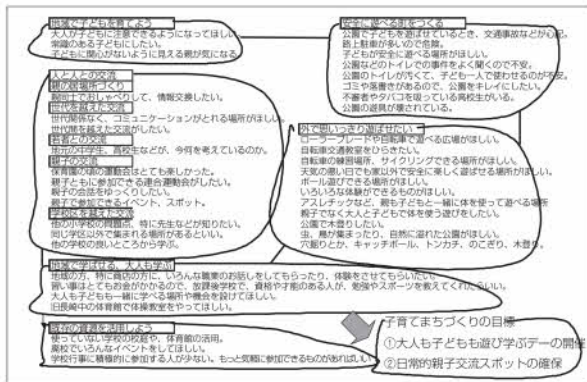 地域で子どもを育てよう
大人が子どもに注意できるようになってほしい。
常識のある子どもにしたい。
子どもに関心がないように見える親が気になる。
人と人との交流
親の居場所づくり
親同士でおしゃべりして、情報交換したい。
世代を越えた交流
世代関係なく、コミュニケーションがとれる場所がほしい。
世代間を越えた交流がしたい。
若者との交流
地元の中学生、高校生などが、今何を考えているのか。
親子の交流
保育園の頃の運動会はとても楽しかった。
親子ともに参加できる連合運動会がしたい。
親子の会話をゆっくりしたい。
親子で参加できるイベント、スポット。
学校区を越えた交流
他の小学校の問題点、特に先生などが知りたい。
同じ学区以外で集まれる場所があるといい。
他の学校の良いところから学ぼう。
安全に遊べる町をつくる
公園で子どもを遊ばせているとき、交通事故などが心配。
路上駐車が多いので危険。
子どもが安全に遊べる場所がほしい。
公園などのトイレでの事件をよく聞くので不安。
公園のトイレが汚くて、子ども一人で使わせるのが不安。
ゴミや落書きがあるので、公園をキレイにしたい。
不審者やタバコを吸っている高校生がいる。
公園の遊具が壊されている。
外で思いっきり遊ばせたい
ローラーブレードや自転車で遊べる広場がほしい。
自転車交通教室をひらきたい。
自転車の練習場所、サイクリングできる場所がほしい。
天気の悪い日でも家以外で安全に楽しく遊ばせる場所がほしい。
ボール遊びできる場所がほしい。
いろいろな体験ができるものがほしい。
アスレチックなど、親も子どもと一緒に体を使って遊べる場所
親子でなく大人と子どもで体を使う遊びをしたい。
公園で木登りしたい。
虫、鳥が集まったり、自然に溢れた公園がほしい。
穴掘りとか、キャッチボール、トンカチ、のこぎり、木登り。
地域で学ばせる、大人も学ぶ
地域の方、特に商店の方に、いろんな職業のお話しをしてもらったり、体験をさせてもらいたい。
習い事はとてもお金がかかるので、放課後学校で、資格や才能のある人が、勉強やスポーツを教えてくれたらいい。
大人も子どもも一緒に学べる場所や機会を設けてほしい。
旧長崎中の体育館で体操教室をやってほしい。
既存の資源を活用しよう
使っていない学校の校庭や、体育館の活用。
高校でいろんなイベントをしてほしい。
学校行事に積極的に参加する人が少ない。もっと気軽に参加できるものがあればいい。
子育てまちづくりの目標
①大人も子どもも遊び学ぶデーの開催
②日常的親子交流スポットの確保